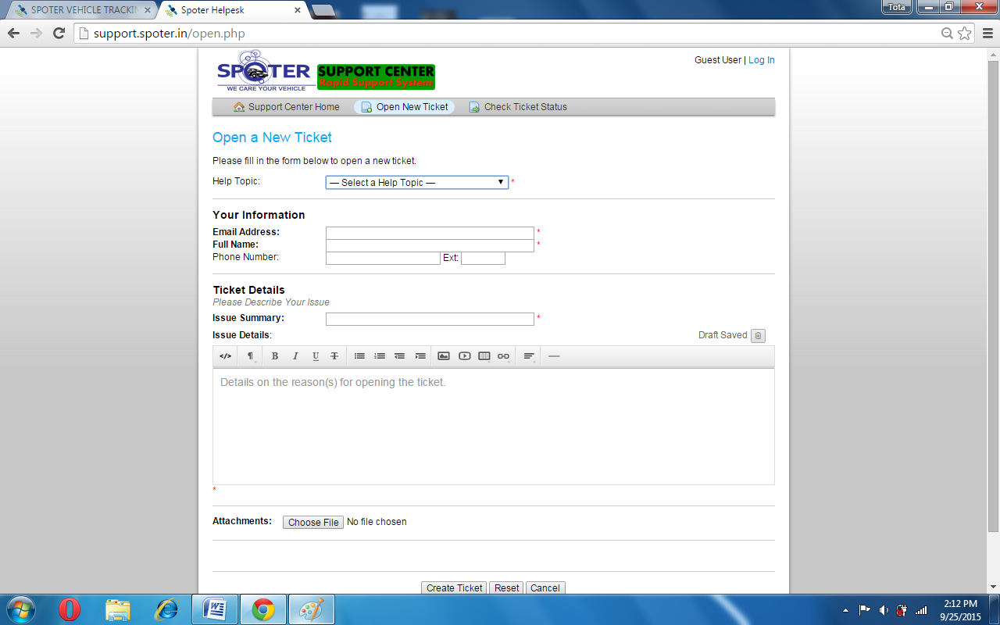 SPOTER VEHICLE TRACKIN
Spoter Helpesk
Tota
support.spoter.in/open.php
SPOTER
WE CARE YOUR VEHICLE
SUPPORT CENTER
Rapid Support System
Guest User | Log In
Support Center Home
Open New Ticket
Check Ticket Status
Open a New Ticket
Please fill in the form below to open a new ticket.
Help Topic: — Select a Help Topic — *
Your Information
Email Address: *
Full Name: *
Phone Number: Ext:
Ticket Details
Please Describe Your Issue
Issue Summary: *
Issue Details: Draft Saved
Details on the reason(s) for opening the ticket.
*
Attachments: Choose File No file chosen
Create Ticket Reset Cancel
2:12 PM
9/25/2015